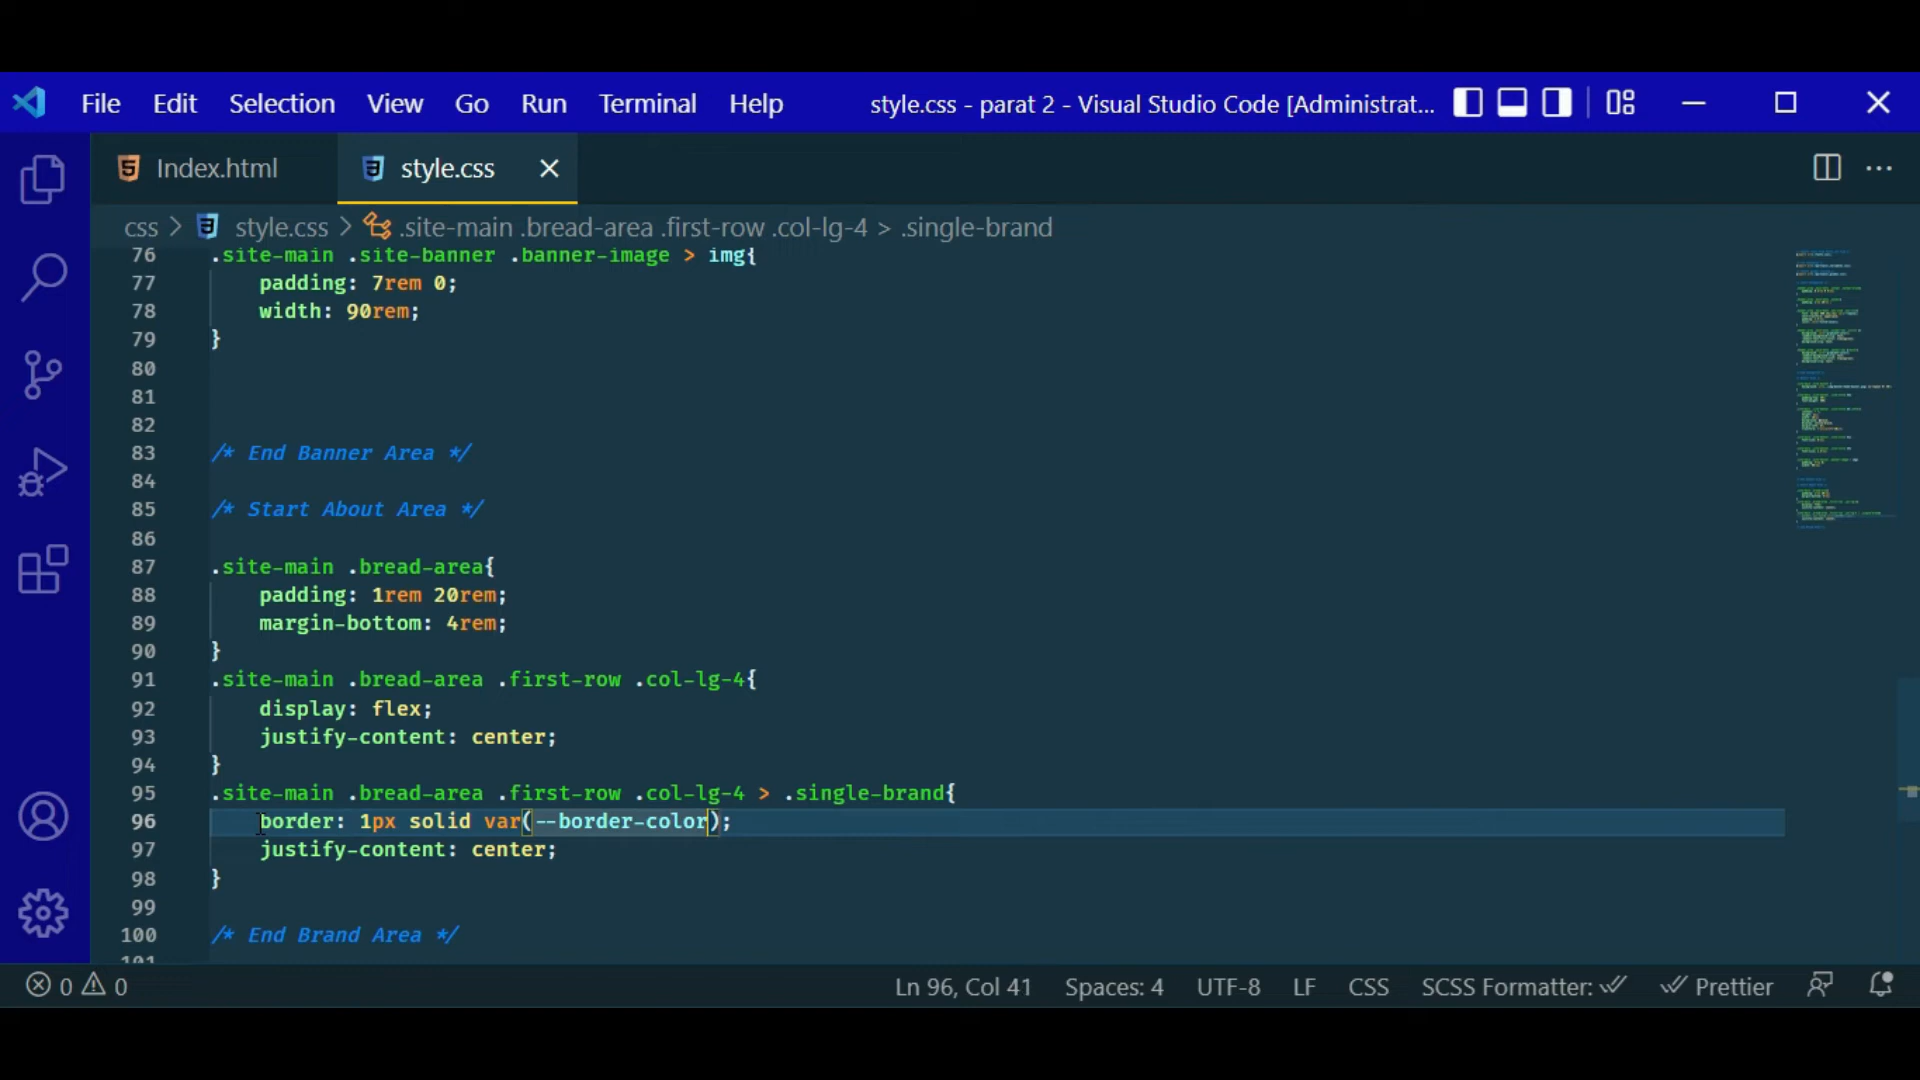 File Edit Selection View Go Run Terminal Help style.css - parat 2 - Visual Studio Code [Administrat...
Index.html style.css
css > style.css > .site-main .bread-area .first-row .col-lg-4 > .single-brand
76 .site-main .site-banner .banner-image > img{
77 padding: 7rem 0;
78 width: 90rem;
79 }
80
81
82
83 /* End Banner Area */
84
85 /* Start About Area */
86
87 .site-main .bread-area{
88 padding: 1rem 20rem;
89 margin-bottom: 4rem;
90 }
91 .site-main .bread-area .first-row .col-lg-4{
92 display: flex;
93 justify-content: center;
94 }
95 .site-main .bread-area .first-row .col-lg-4 > .single-brand{
96 border: 1px solid var(--border-color);
97 justify-content: center;
98 }
99
100 /* End Brand Area */
101
0 0 Ln 96, Col 41 Spaces: 4 UTF-8 LF CSS SCSS Formatter: Prettier